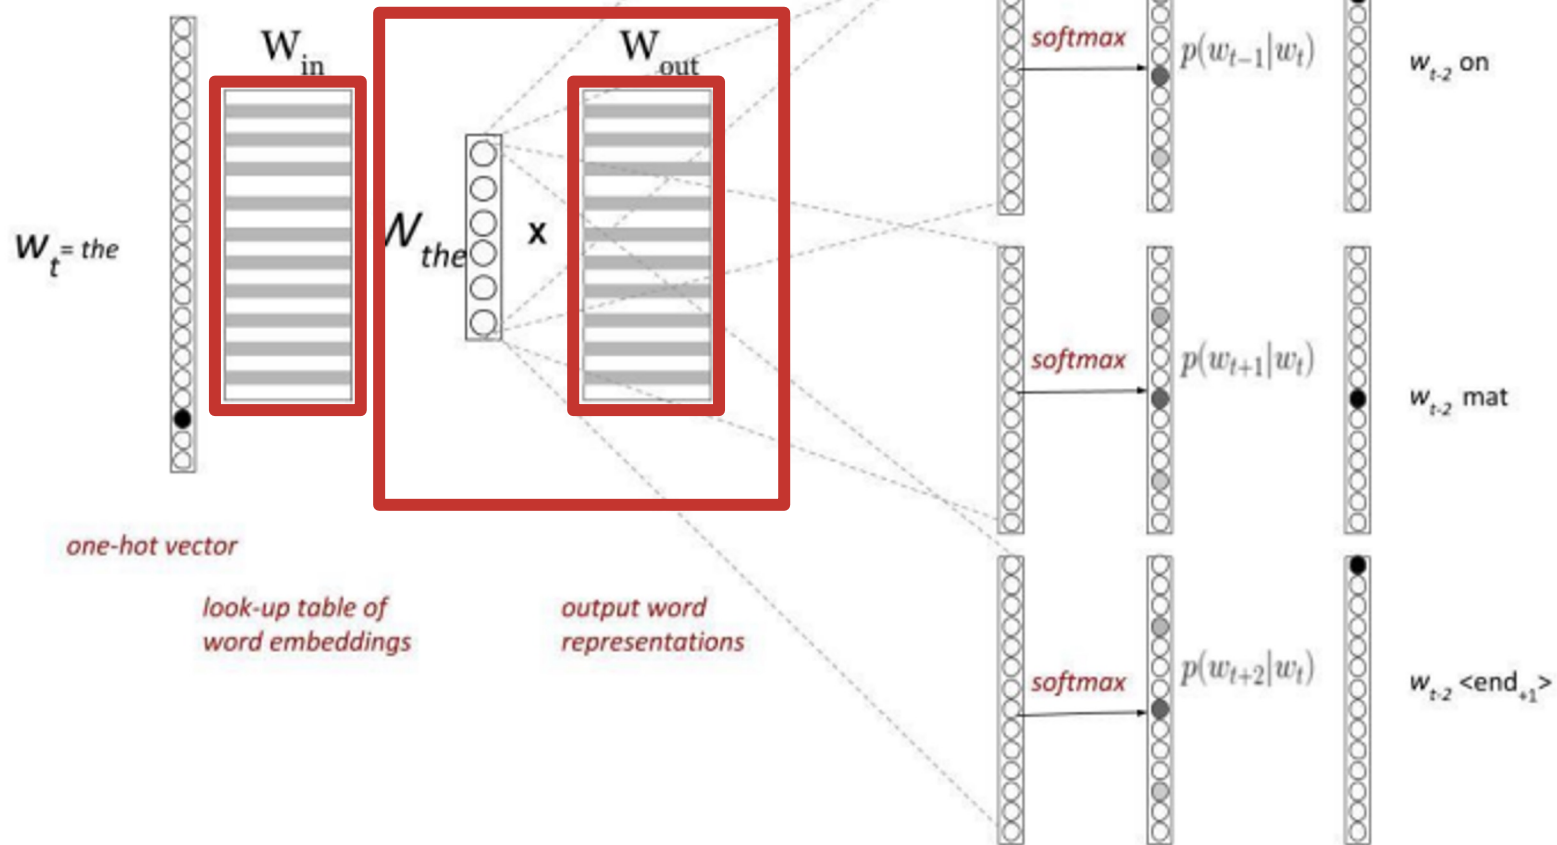 W_in
W_out
softmax
p(w_{t-1}|w_t)
w_{t-2} on
w_t = the
W_the
x
softmax
p(w_{t+1}|w_t)
w_{t-2} mat
one-hot vector
look-up table of
word embeddings
output word
representations
softmax
p(w_{t+2}|w_t)
w_{t-2} <end_{+1}>